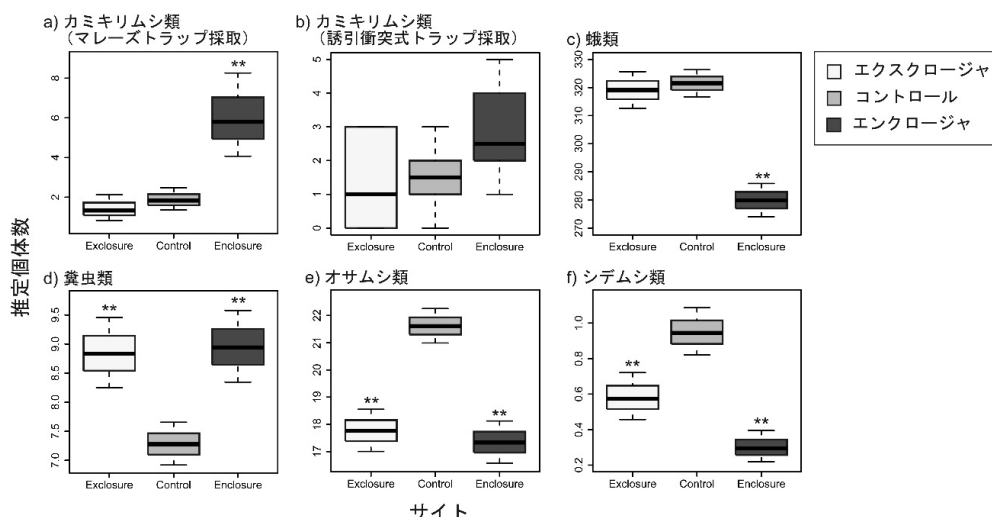 a) カミキリムシ類
（マレーズトラップ採取）
**
8
6
4
2
Exclosure Control Enclosure
b) カミキリムシ類
（誘引衝突式トラップ採取）
5
4
3
2
1
0
Exclosure Control Enclosure
c) 蛾類
330
320
310
300
290
280
270
**
Exclosure Control Enclosure
エクスクロージャ
コントロール
エンクロージャ
推定個体数
d) 糞虫類
** **
9.5
9.0
8.5
8.0
7.5
7.0
Exclosure Control Enclosure
e) オサムシ類
22
21
20
19
18
17
** **
Exclosure Control Enclosure
f) シデムシ類
1.0
0.8
0.6
0.4
0.2
**
**
Exclosure Control Enclosure
サイト